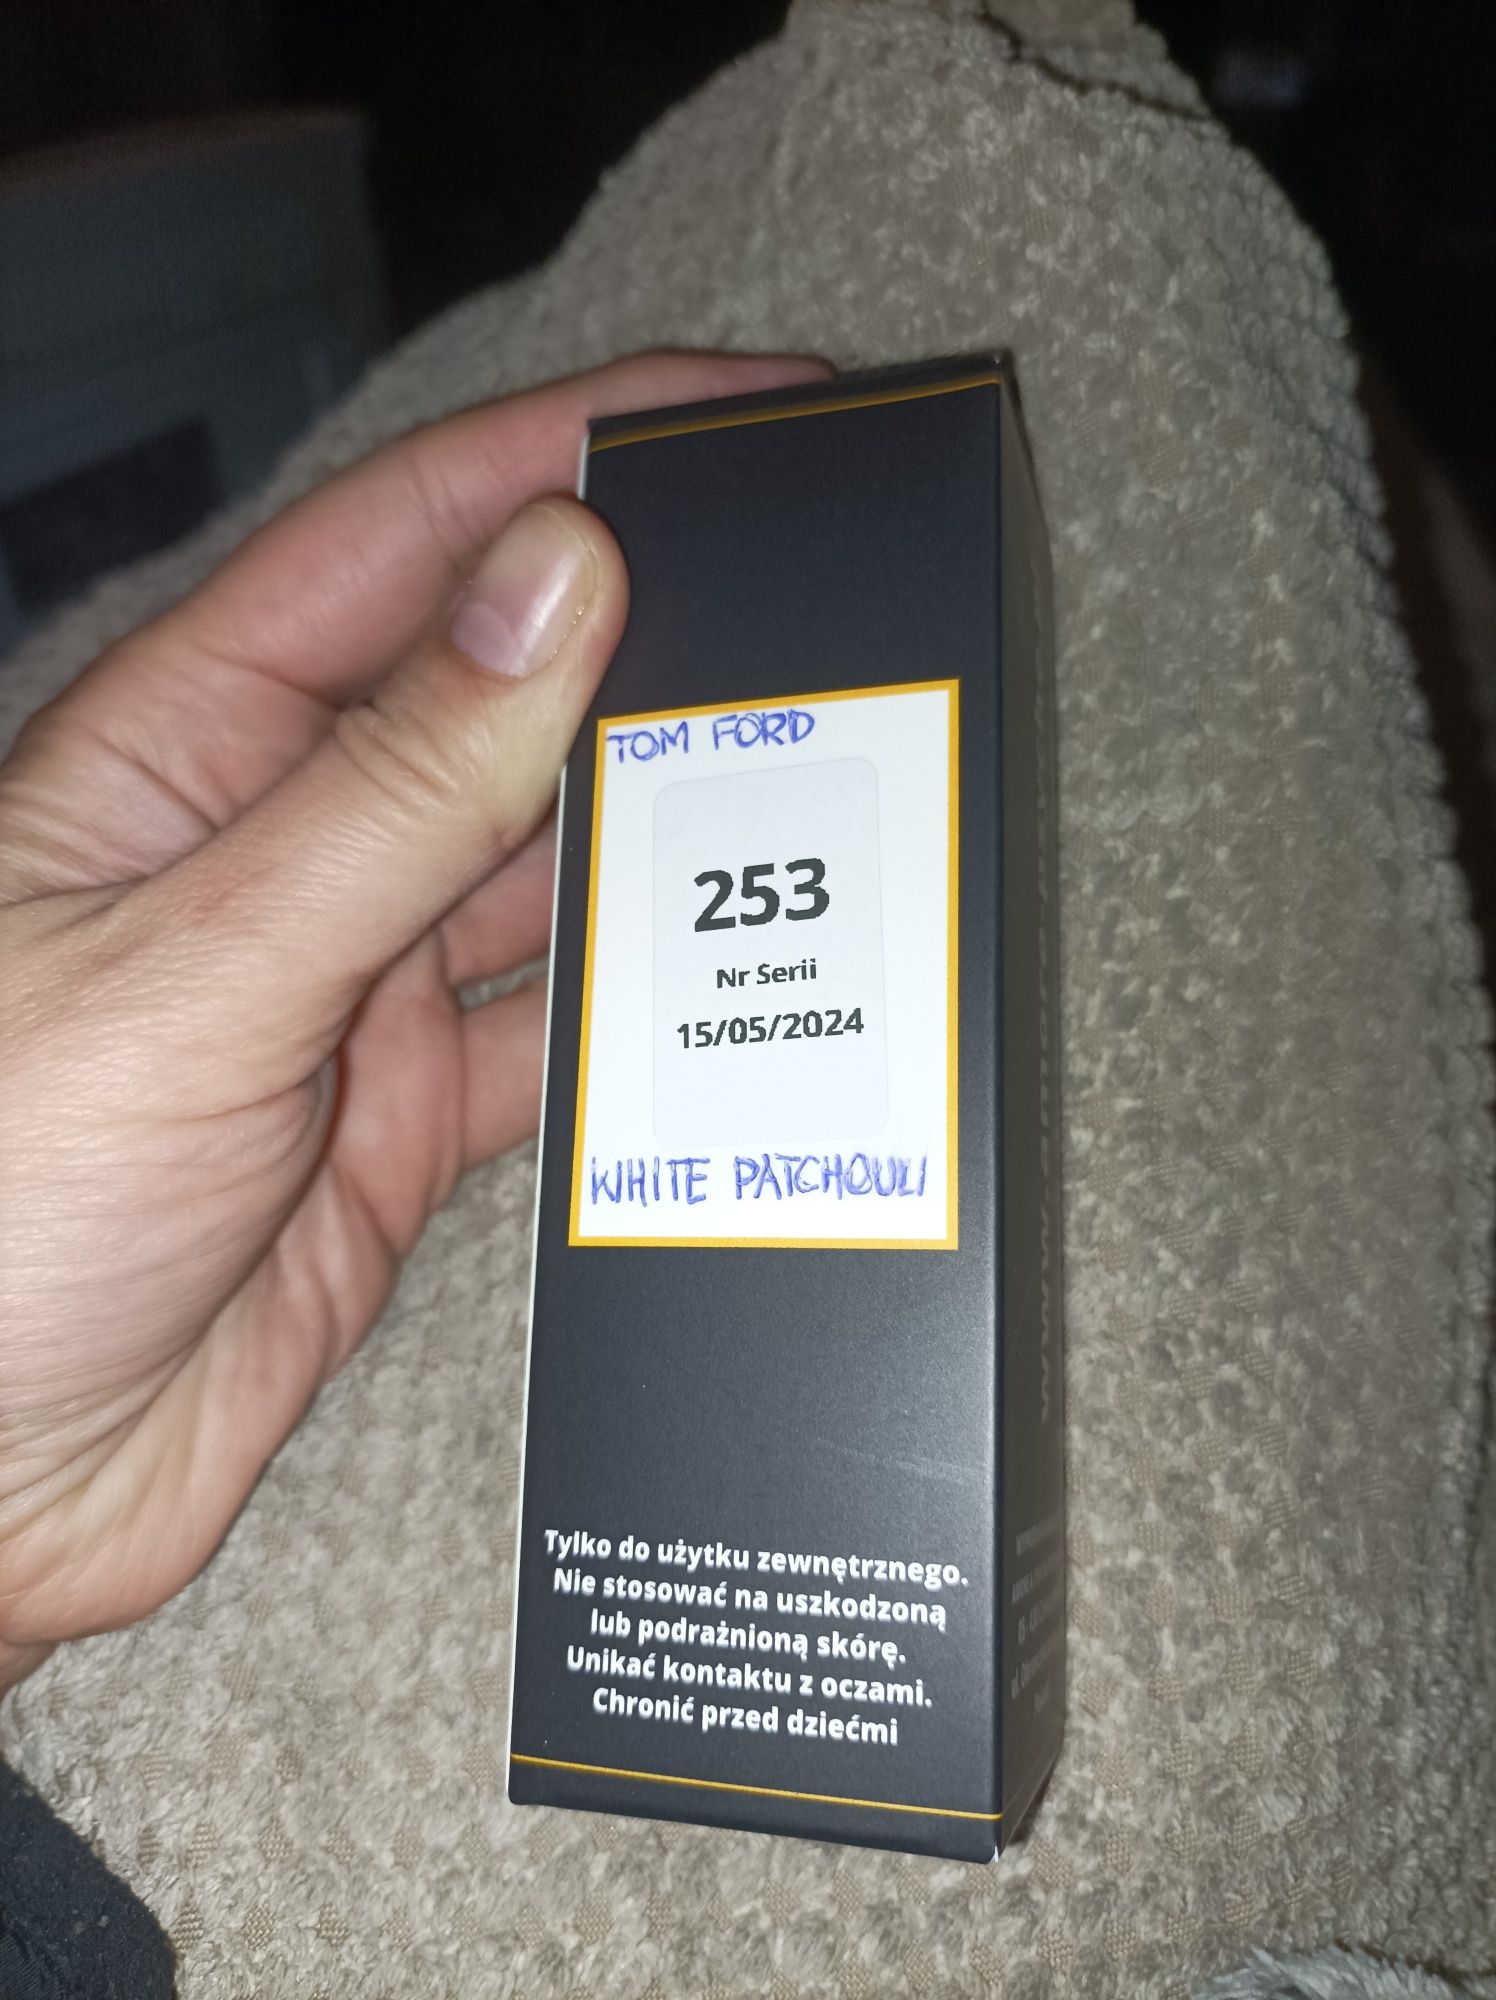 TOM FORD
253
Nr Serii
15/05/2024
WHITE PATCHOULI
Tylko do użytku zewnętrznego.
Nie stosować na uszkodzoną
lub podrażnioną skórę.
Unikać kontaktu z oczami.
Chronić przed dziećmi